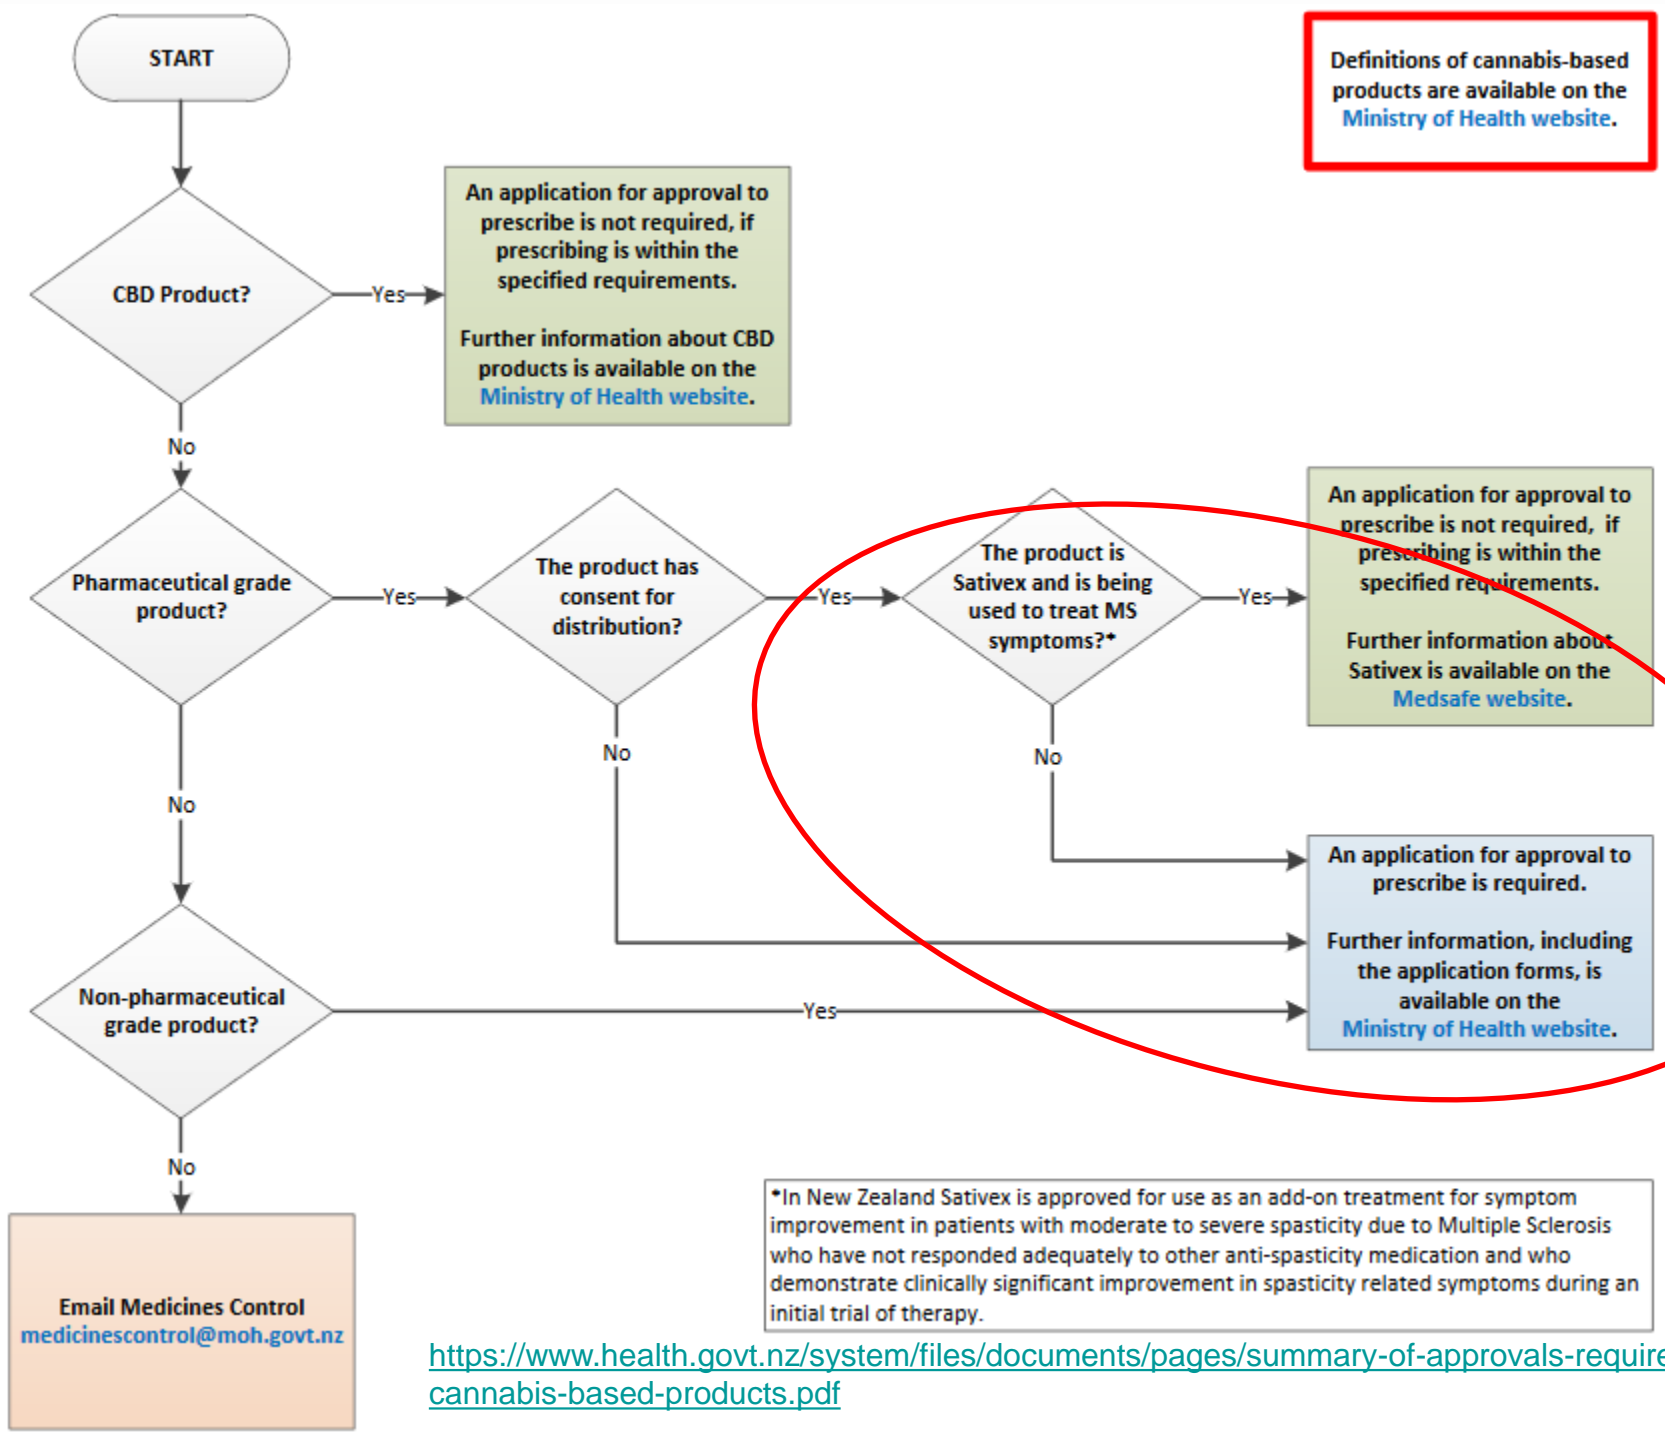 START
Definitions of cannabis-based
products are available on the
Ministry of Health website.
CBD Product?
Yes
An application for approval to
prescribe is not required, if
prescribing is within the
specified requirements.
Further information about CBD
products is available on the
Ministry of Health website.
No
Pharmaceutical grade
product?
Yes
The product has
consent for
distribution?
Yes
The product is
Sativex and is being
used to treat MS
symptoms?*
Yes
An application for approval to
prescribe is not required, if
prescribing is within the
specified requirements.
Further information about
Sativex is available on the
Medsafe website.
No
No
No
An application for approval to
prescribe is required.
Further information, including
the application forms, is
available on the
Ministry of Health website.
Non-pharmaceutical
grade product?
Yes
No
Email Medicines Control
medicinescontrol@moh.govt.nz
*In New Zealand Sativex is approved for use as an add-on treatment for symptom
improvement in patients with moderate to severe spasticity due to Multiple Sclerosis
who have not responded adequately to other anti-spasticity medication and who
demonstrate clinically significant improvement in spasticity related symptoms during an
initial trial of therapy.
https://www.health.govt.nz/system/files/documents/pages/summary-of-approvals-require
cannabis-based-products.pdf